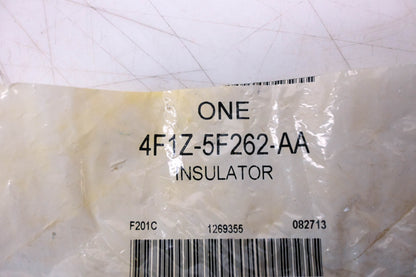 ONE
4F1Z-5F262-AA
INSULATOR
F201C 1269355 082713